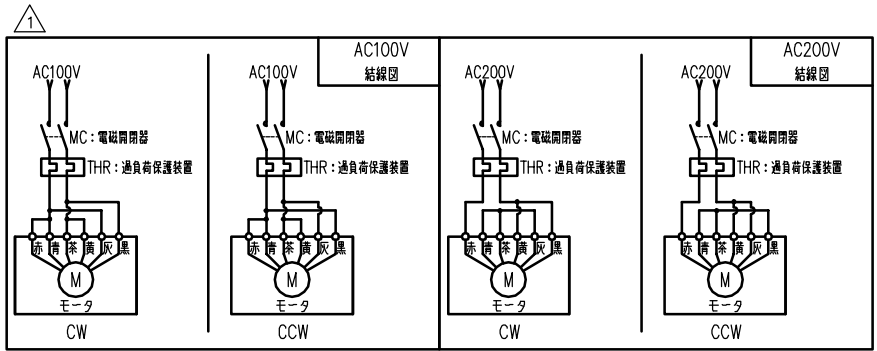 1
AC100V
結線図
AC100V
MC：電磁開閉器
THR：過負荷保護装置
赤 青 茶 黄 灰 黒
M
モータ
CW
AC100V
MC：電磁開閉器
THR：過負荷保護装置
赤 青 茶 黄 灰 黒
M
モータ
CCW
AC200V
結線図
AC200V
MC：電磁開閉器
THR：過負荷保護装置
赤 青 茶 黄 灰 黒
M
モータ
CW
AC200V
MC：電磁開閉器
THR：過負荷保護装置
赤 青 茶 黄 灰 黒
M
モータ
CCW